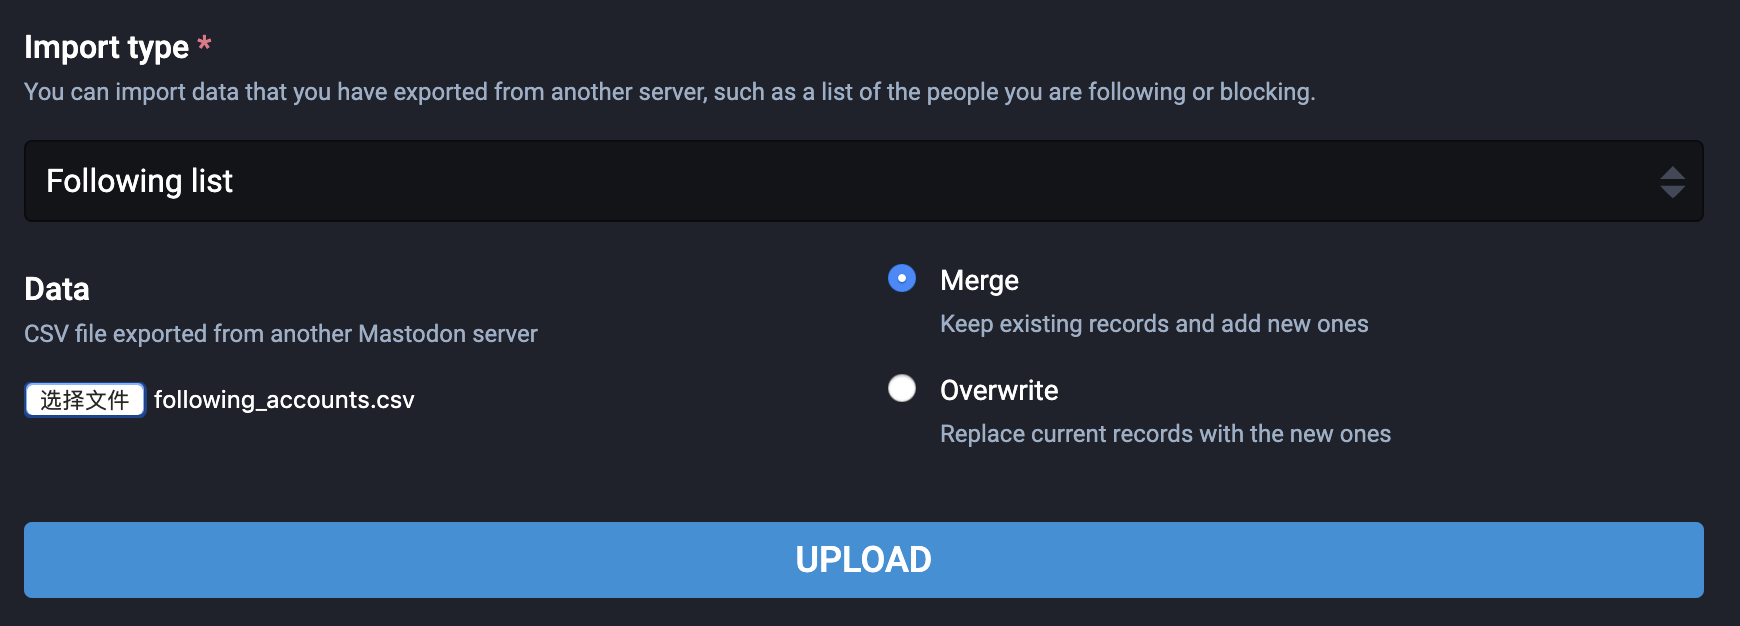 Import type *
You can import data that you have exported from another server, such as a list of the people you are following or blocking.
Following list
Data
CSV file exported from another Mastodon server
选择文件 following_accounts.csv
Merge
Keep existing records and add new ones
Overwrite
Replace current records with the new ones
UPLOAD